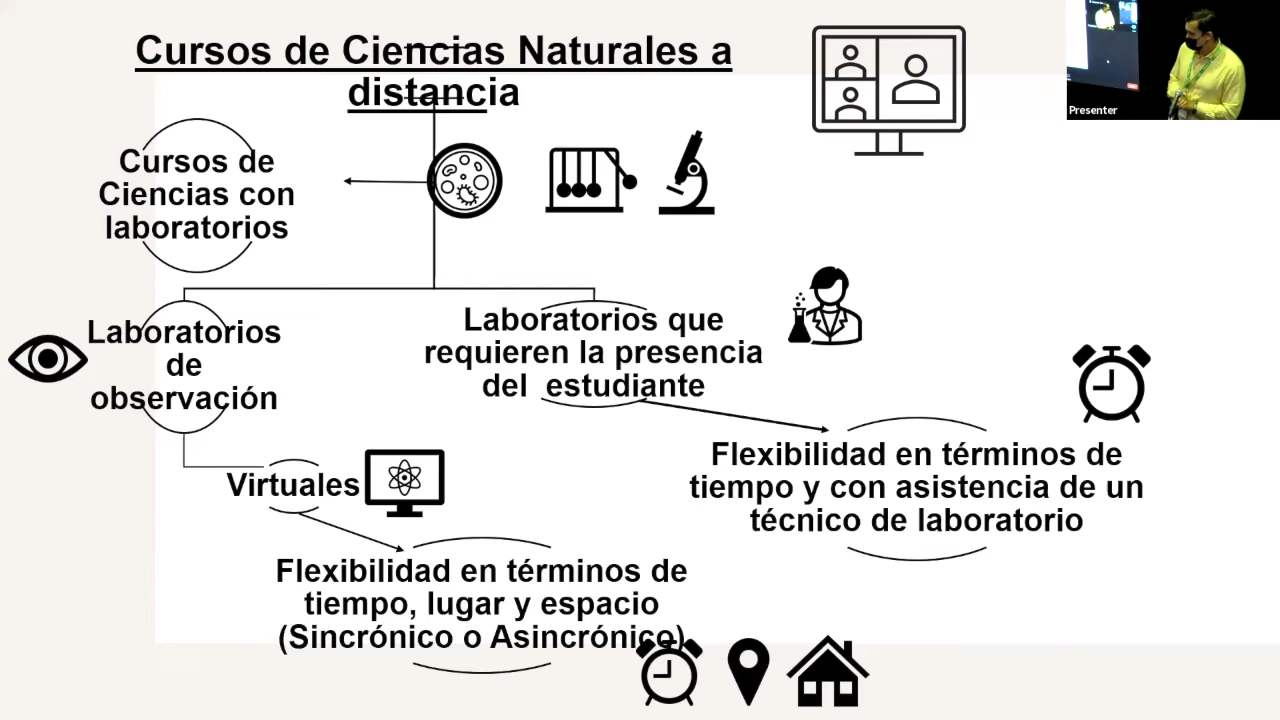 Cursos de Ciencias Naturales a
distancia
Presenter
Cursos de
Ciencias con
laboratorios
Laboratorios
de
observación
Laboratorios que
requieren la presencia
del estudiante
Flexibilidad en términos de
tiempo y con asistencia de un
técnico de laboratorio
Virtuales
Flexibilidad en términos de
tiempo, lugar y espacio
(Sincrónico o Asincrónico)